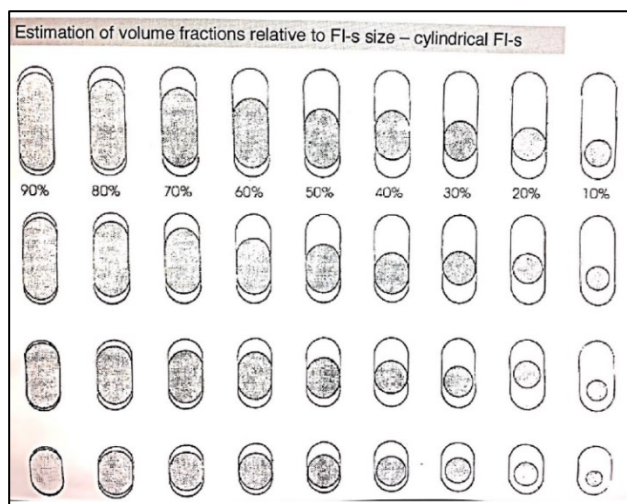 Estimation of volume fractions relative to FI-s size – cylindrical FI-s
90% 80% 70% 60% 50% 40% 30% 20% 10%